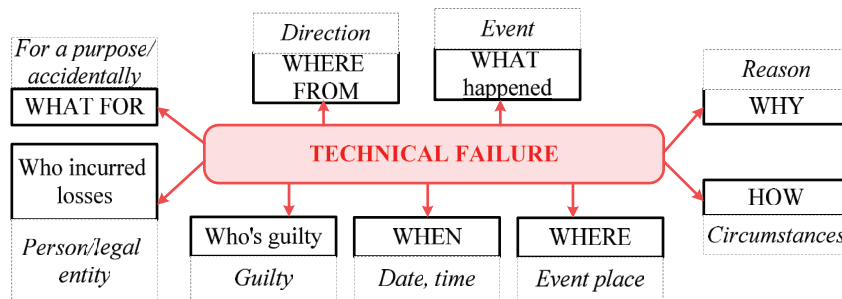 For a purpose/
accidentally
WHAT FOR
Direction
WHERE
FROM
Event
WHAT
happened
Reason
WHY
TECHNICAL FAILURE
Who incurred
losses
Person/legal
entity
Who's guilty
Guilty
WHEN
Date, time
WHERE
Event place
HOW
Circumstances